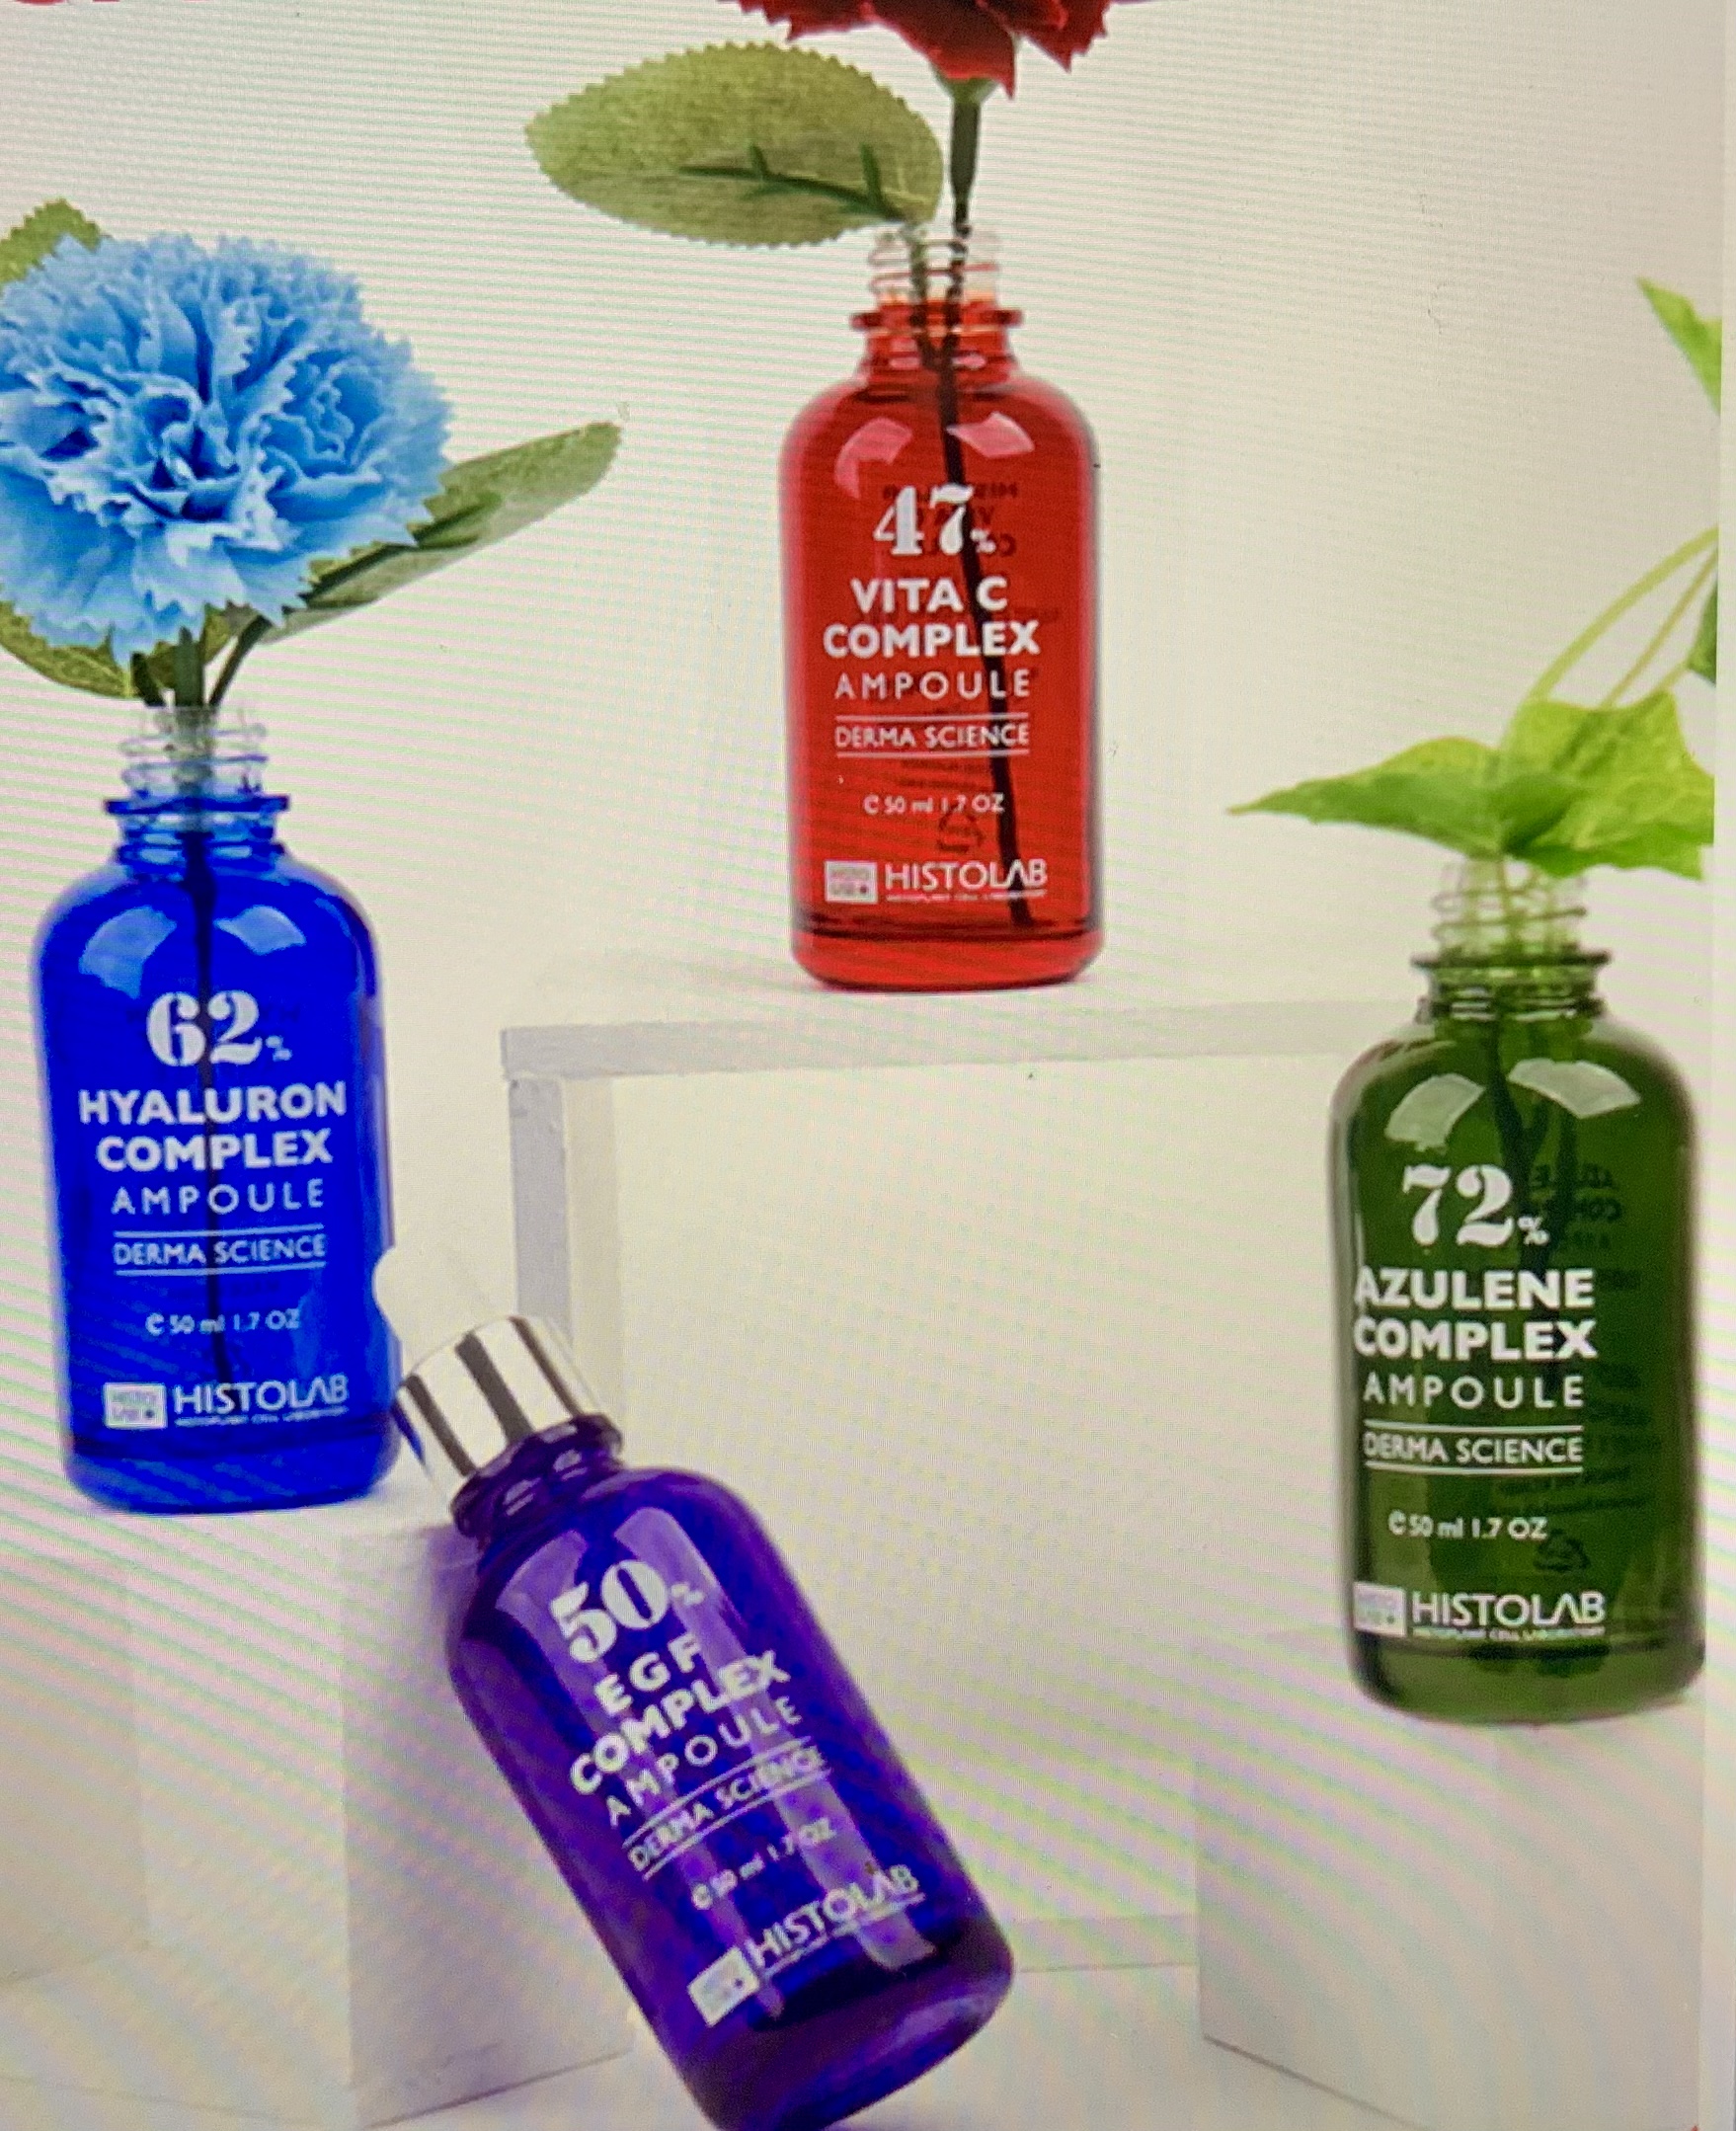 47%
VITA C
COMPLEX
AMPOULE
DERMA SCIENCE
℮ 50 ml 1.7 OZ
HISTOLAB
62%
HYALURON
COMPLEX
AMPOULE
DERMA SCIENCE
℮ 50 ml 1.7 OZ
HISTOLAB
72%
AZULENE
COMPLEX
AMPOULE
DERMA SCIENCE
℮ 50 ml 1.7 OZ
HISTOLAB
50%
EGF
COMPLEX
AMPOULE
DERMA SCIENCE
℮ 50 ml 1.7 OZ
HISTOLAB